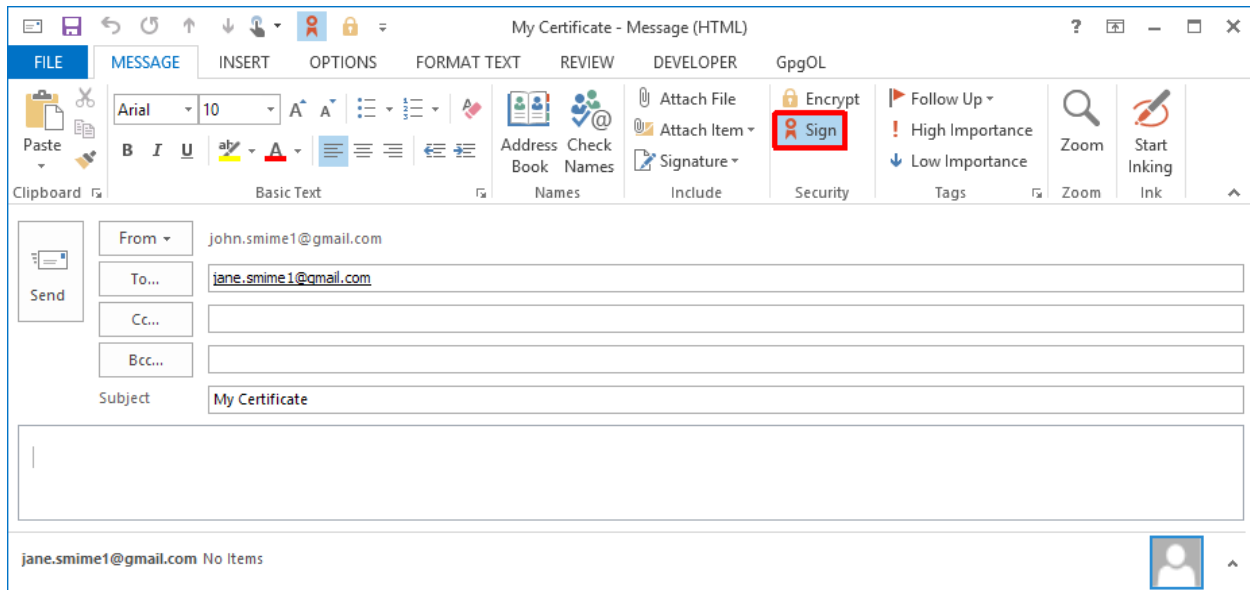 My Certificate - Message (HTML) ?
FILE MESSAGE INSERT OPTIONS FORMAT TEXT REVIEW DEVELOPER GpgOL
Paste
Clipboard
Arial 10
B I U aby A
Basic Text
Address Book
Check Names
Names
Attach File
Attach Item
Signature
Include
Encrypt
Sign
Security
Follow Up
High Importance
Low Importance
Tags
Zoom
Zoom
Start Inking
Ink
Send
From john.smime1@gmail.com
To... jane.smime1@gmail.com
Cc...
Bcc...
Subject My Certificate
jane.smime1@gmail.com No Items